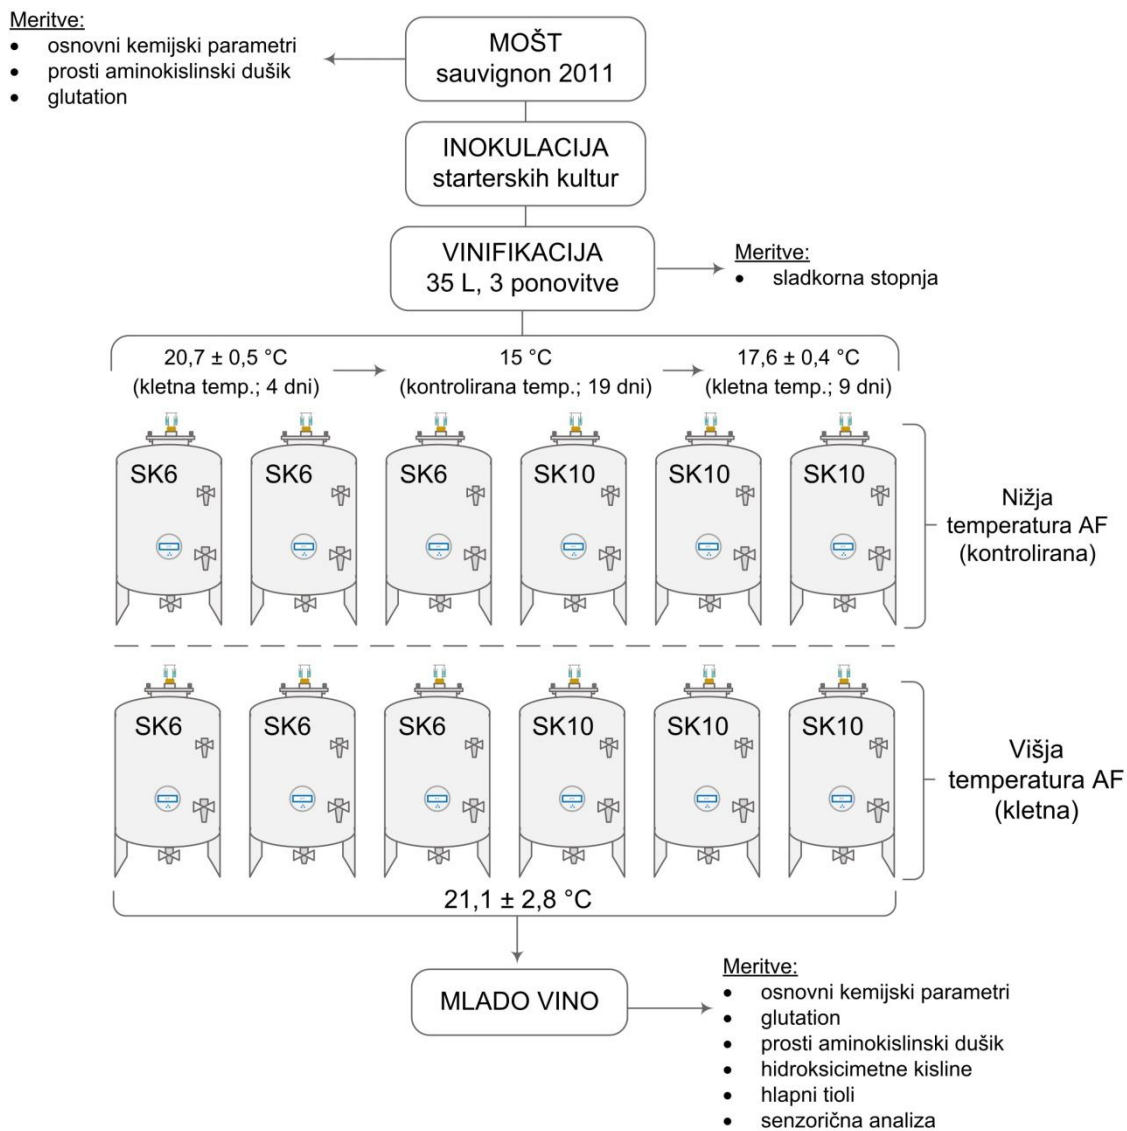 Meritve:
• osnovni kemijski parametri
• prosti aminokislinski dušik
• glutation
MOŠT
sauvignon 2011
INOKULACIJA
starterskih kultur
VINIFIKACIJA
35 L, 3 ponovitve
Meritve:
• sladkorna stopnja
20,7 ± 0,5 °C
(kletna temp.; 4 dni)
15 °C
(kontrolirana temp.; 19 dni)
17,6 ± 0,4 °C
(kletna temp.; 9 dni)
SK6 SK6 SK6 SK10 SK10 SK10
Nižja
temperatura AF
(kontrolirana)
SK6 SK6 SK6 SK10 SK10 SK10
Višja
temperatura AF
(kletna)
21,1 ± 2,8 °C
MLADO VINO
Meritve:
• osnovni kemijski parametri
• glutation
• prosti aminokislinski dušik
• hidroksicimetne kisline
• hlapni tioli
• senzorična analiza